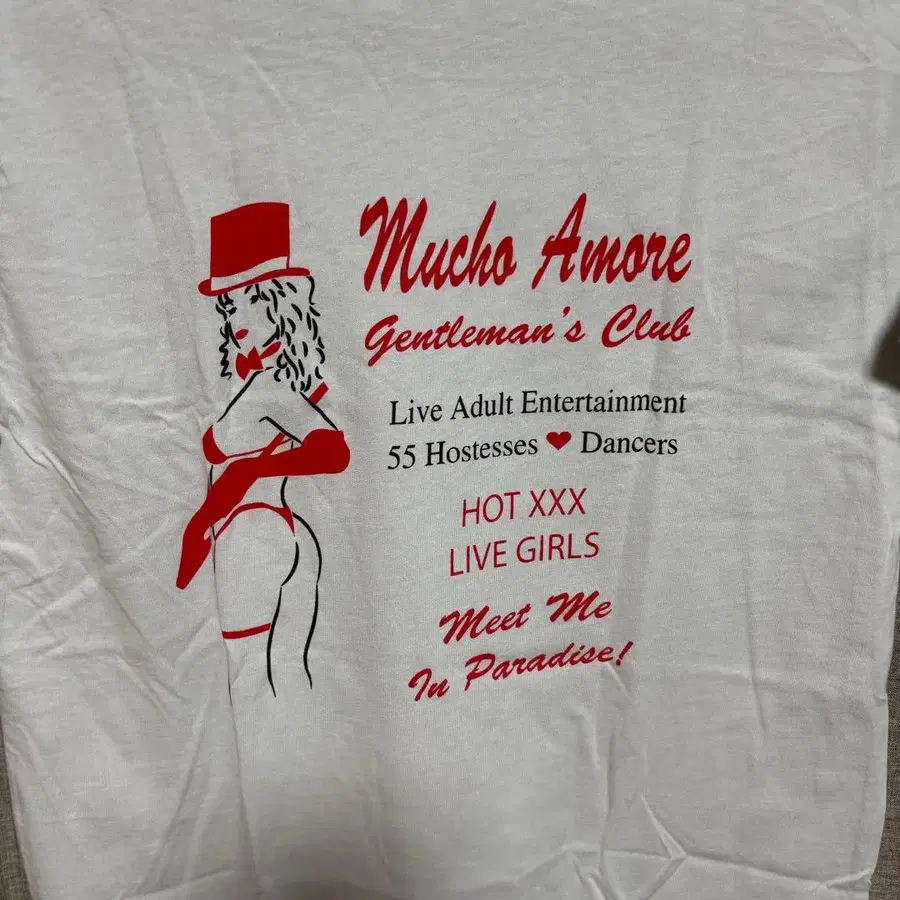 Mucho Amore
Gentleman's Club
Live Adult Entertainment
55 Hostesses ♥ Dancers
HOT XXX
LIVE GIRLS
Meet Me
In Paradise!